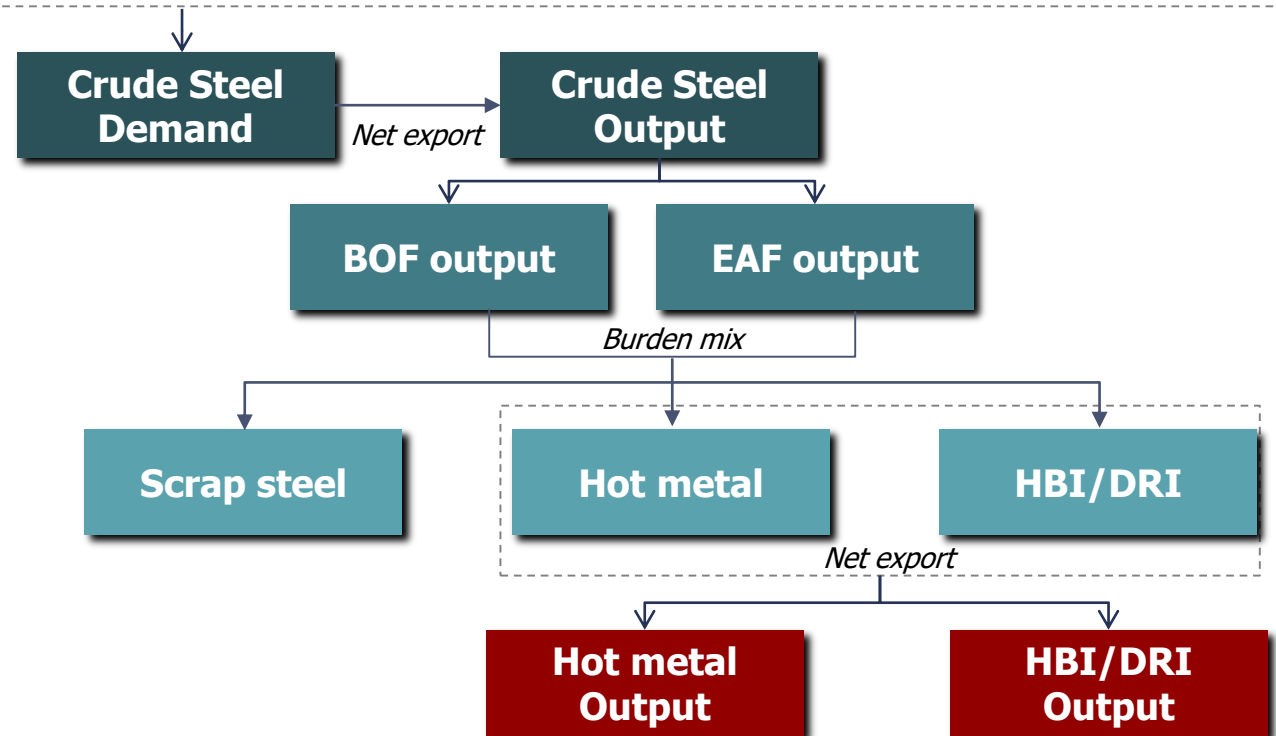 Crude Steel
Demand
Net export
Crude Steel
Output
BOF output
EAF output
Burden mix
Scrap steel
Hot metal
HBI/DRI
Net export
Hot metal
Output
HBI/DRI
Output